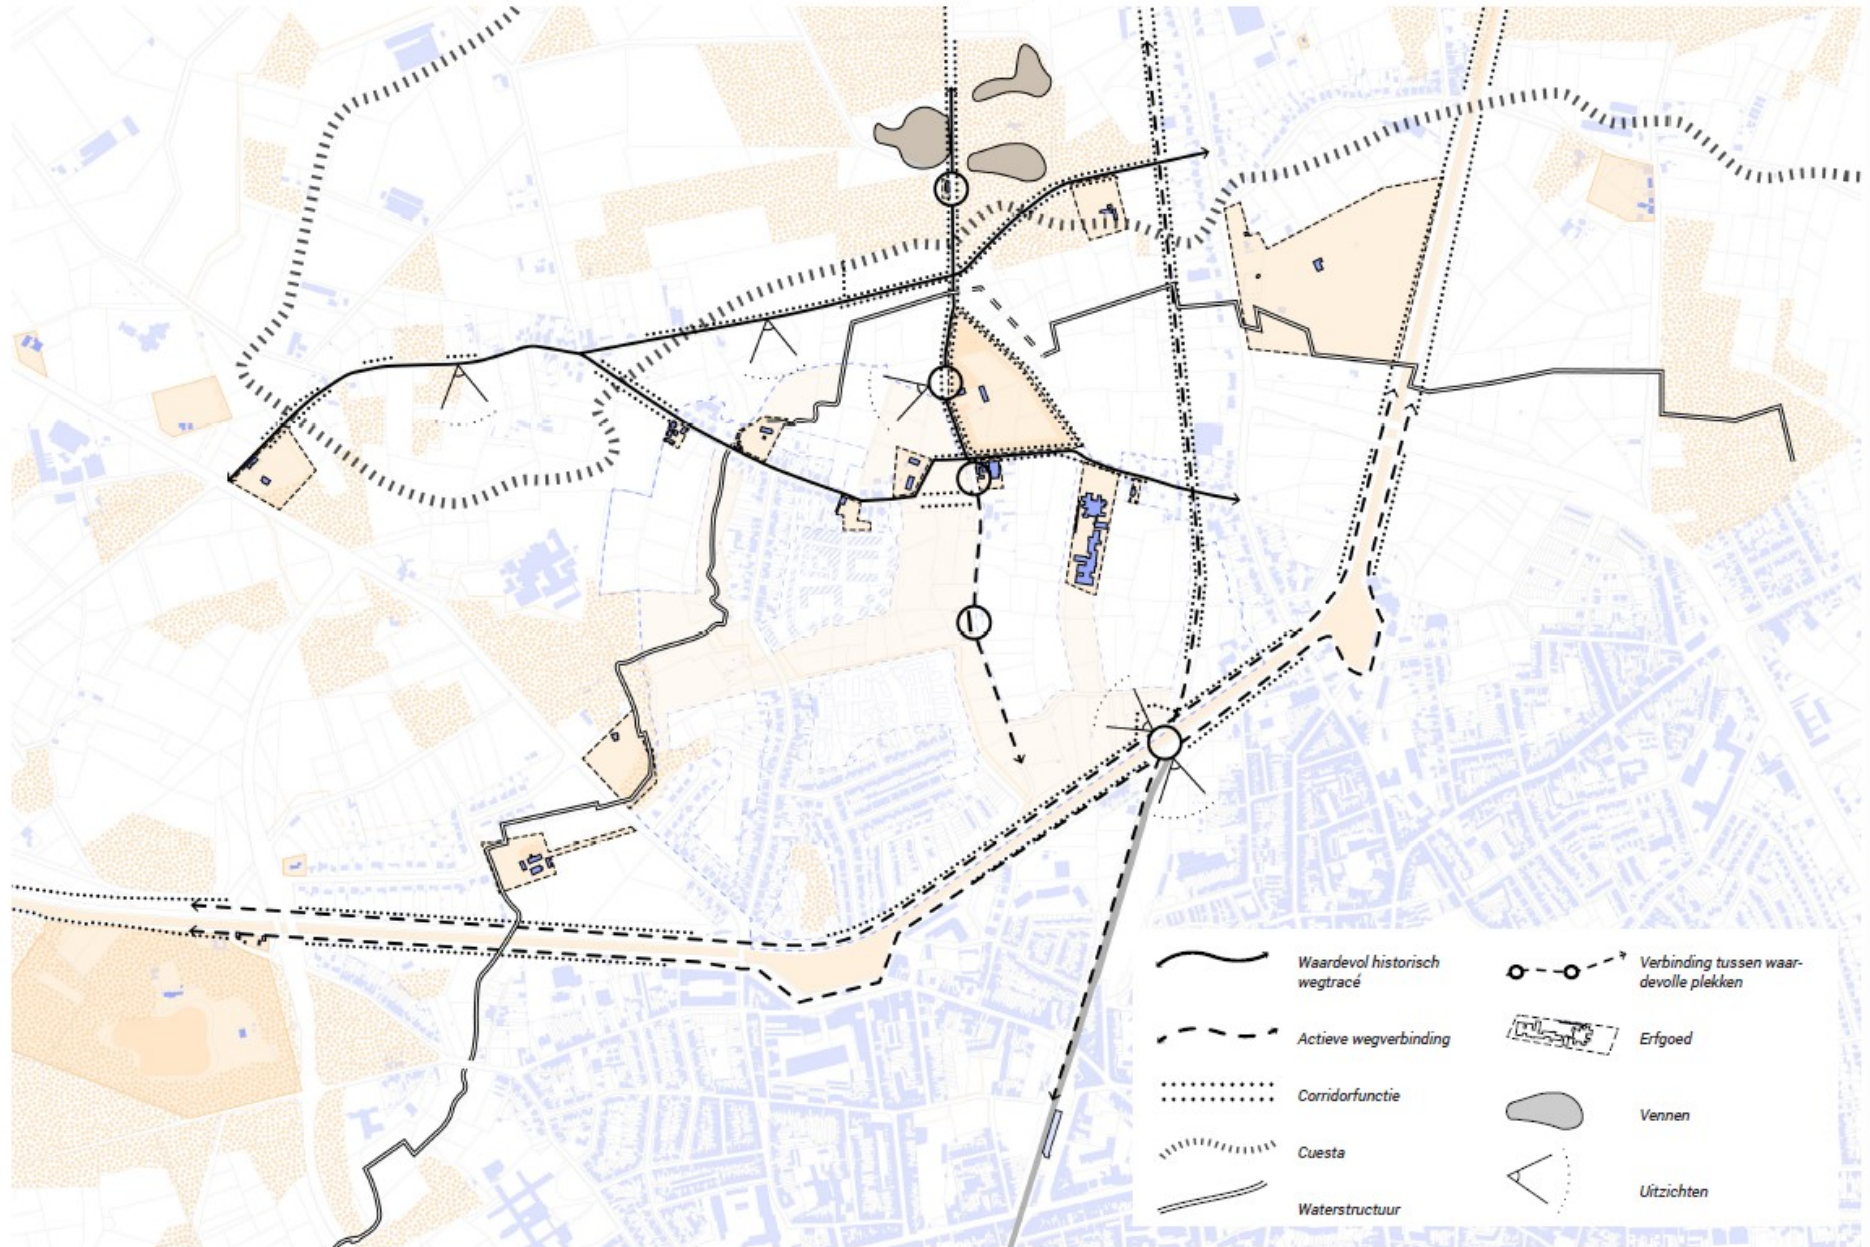 Waardevol historisch
wegtracé
Actieve wegverbinding
Corridorfunctie
Cuesta
Waterstructuur
Verbinding tussen waar-
devolle plekken
Erfgoed
Vennen
Uitzichten